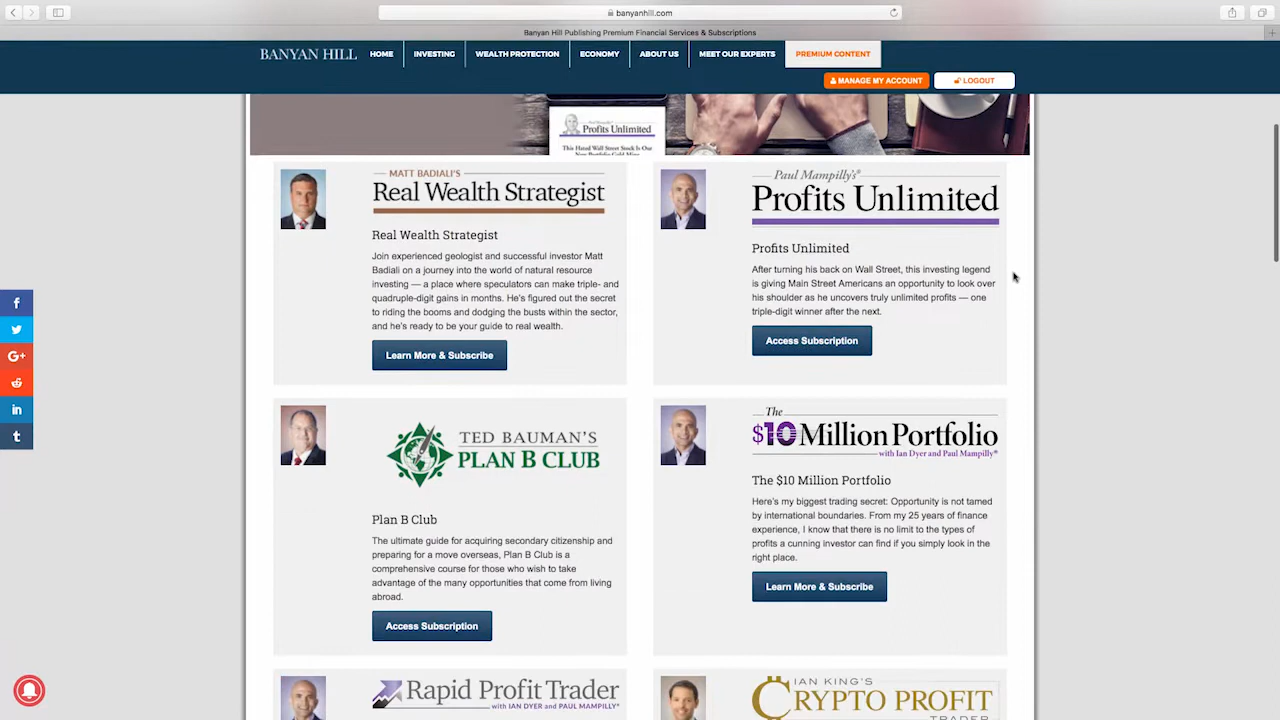 banyanhill.com
Banyan Hill Publishing Premium Financial Services & Subscriptions
BANYAN HILL
HOME
INVESTING
WEALTH PROTECTION
ECONOMY
ABOUT US
MEET OUR EXPERTS
PREMIUM CONTENT
MANAGE MY ACCOUNT
LOGOUT
Paul Mampilly's®
Profits Unlimited
This Hated Wall Street Stock Is Our
MATT BADIALI'S
Real Wealth Strategist
Real Wealth Strategist
Join experienced geologist and successful investor Matt
Badiali on a journey into the world of natural resource
investing — a place where speculators can make triple- and
quadruple-digit gains in months. He's figured out the secret
to riding the booms and dodging the busts within the sector,
and he's ready to be your guide to real wealth.
Learn More & Subscribe
Paul Mampilly's®
Profits Unlimited
Profits Unlimited
After turning his back on Wall Street, this investing legend
is giving Main Street Americans an opportunity to look over
his shoulder as he uncovers truly unlimited profits — one
triple-digit winner after the next.
Access Subscription
TED BAUMAN'S
PLAN B CLUB
Plan B Club
The ultimate guide for acquiring secondary citizenship and
preparing for a move overseas, Plan B Club is a
comprehensive course for those who wish to take
advantage of the many opportunities that come from living
abroad.
Access Subscription
The
$10 Million Portfolio
with Ian Dyer and Paul Mampilly®
The $10 Million Portfolio
Here's my biggest trading secret: Opportunity is not tamed
by international boundaries. From my 25 years of finance
experience, I know that there is no limit to the types of
profits a cunning investor can find if you simply look in the
right place.
Learn More & Subscribe
Rapid Profit Trader
with IAN DYER and PAUL MAMPILLY®
IAN KING'S
CRYPTO PROFIT
TRADER